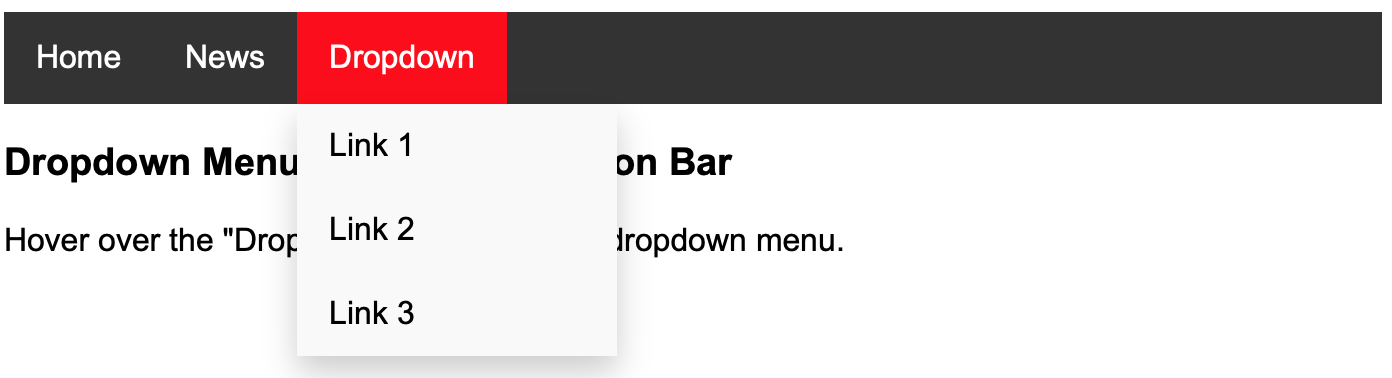 Home News Dropdown
Link 1
Dropdown Menu on Bar
Link 2
Hover over the "Drop dropdown menu.
Link 3